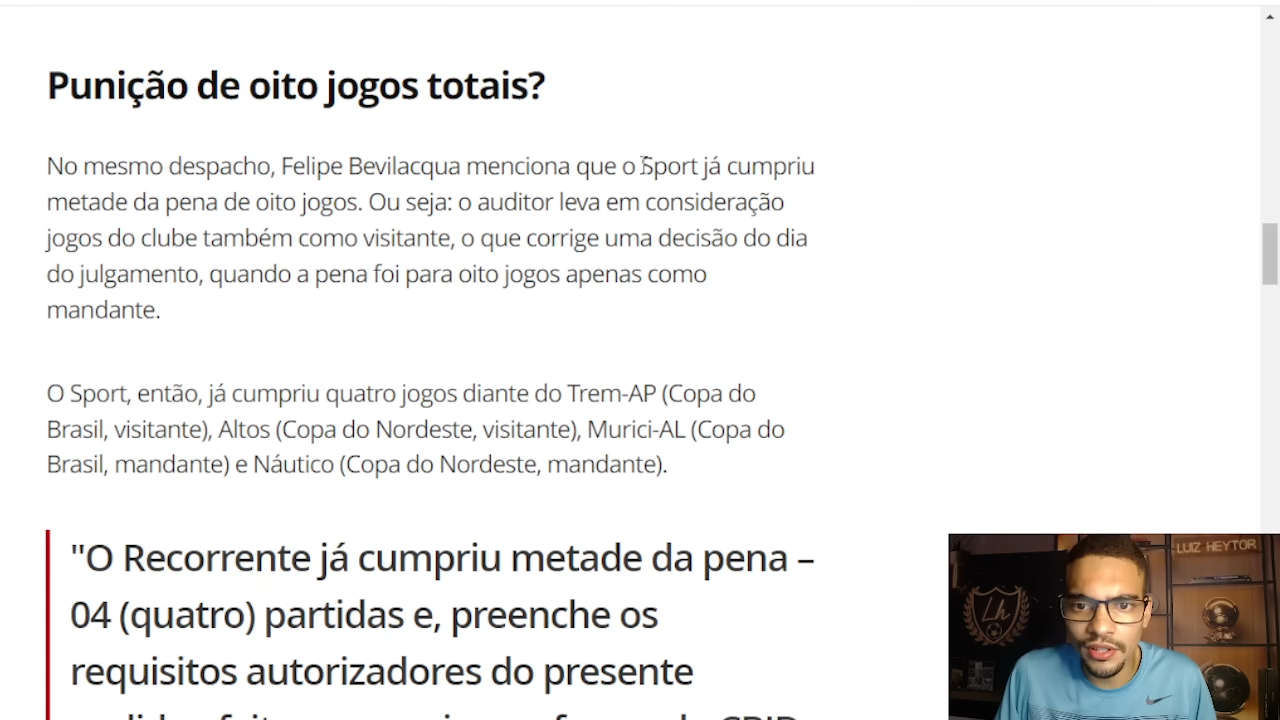 Punição de oito jogos totais?
No mesmo despacho, Felipe Bevilacqua menciona que o Sport já cumpriu
metade da pena de oito jogos. Ou seja: o auditor leva em consideração
jogos do clube também como visitante, o que corrige uma decisão do dia
do julgamento, quando a pena foi para oito jogos apenas como
mandante.
O Sport, então, já cumpriu quatro jogos diante do Trem-AP (Copa do
Brasil, visitante), Altos (Copa do Nordeste, visitante), Murici-AL (Copa do
Brasil, mandante) e Náutico (Copa do Nordeste, mandante).
"O Recorrente já cumpriu metade da pena –
04 (quatro) partidas e, preenche os
requisitos autorizadores do presente
LUIZ HEYTOR
Lh